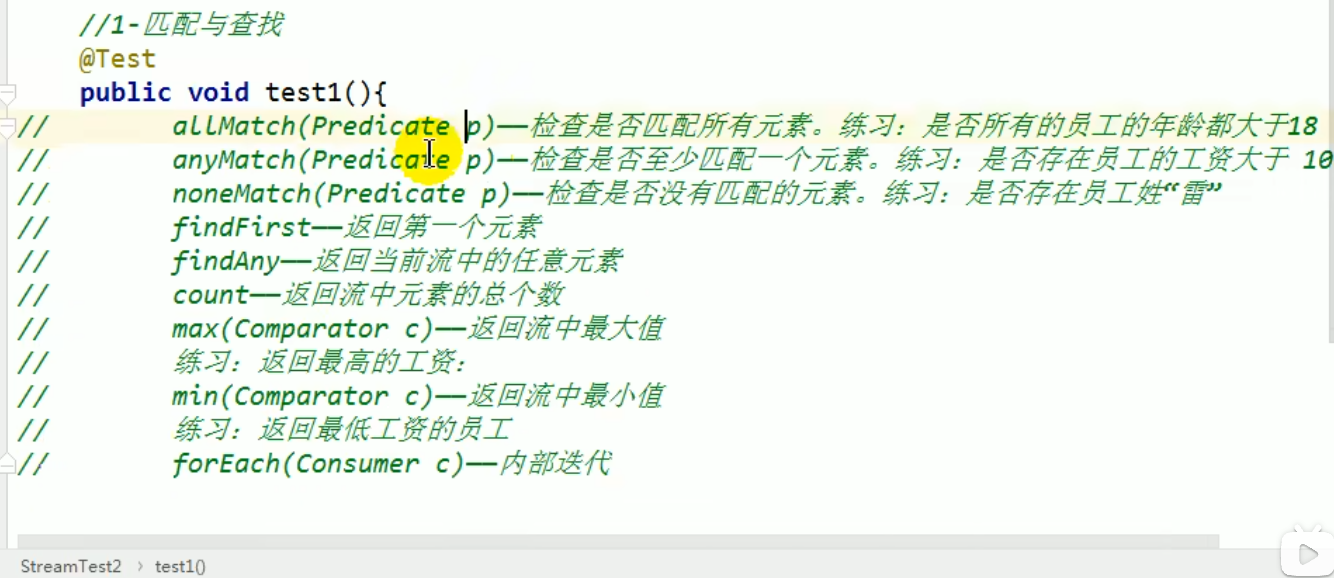 //1-匹配与查找
@Test
public void test1(){
// allMatch(Predicate p)——检查是否匹配所有元素。练习：是否所有的员工的年龄都大于18
// anyMatch(Predicate p)——检查是否至少匹配一个元素。练习：是否存在员工的工资大于 10
// noneMatch(Predicate p)——检查是否没有匹配的元素。练习：是否存在员工姓“雷”
// findFirst——返回第一个元素
// findAny——返回当前流中的任意元素
// count——返回流中元素的总个数
// max(Comparator c)——返回流中最大值
// 练习：返回最高的工资：
// min(Comparator c)——返回流中最小值
// 练习：返回最低工资的员工
// forEach(Consumer c)——内部迭代
StreamTest2 › test1()